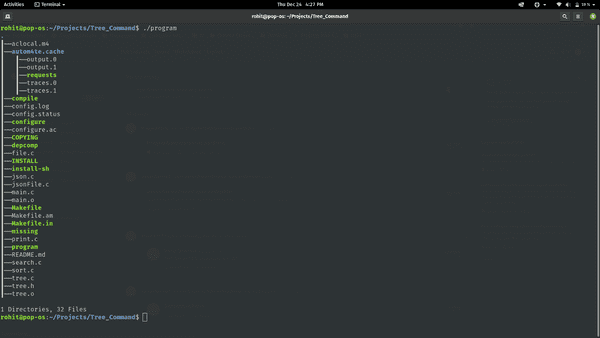 Activities Terminal Thu Dec 24 4:27 PM 59 %
rohit@pop-os: ~/Projects/Tree_Command
rohit@pop-os:~/Projects/Tree_Command$ ./program
.
├──aclocal.m4
├──autom4te.cache
│   ├──output.0
│   ├──output.1
│   ├──requests
│   ├──traces.0
│   ├──traces.1
├──compile
├──config.log
├──config.status
├──configure
├──configure.ac
├──COPYING
├──depcomp
├──file.c
├──INSTALL
├──install-sh
├──json.c
├──jsonFile.c
├──main.c
├──main.o
├──Makefile
├──Makefile.am
├──Makefile.in
├──missing
├──print.c
├──program
├──README.md
├──search.c
├──sort.c
├──tree.c
├──tree.h
├──tree.o
1 Directories, 32 Files
rohit@pop-os:~/Projects/Tree_Command$